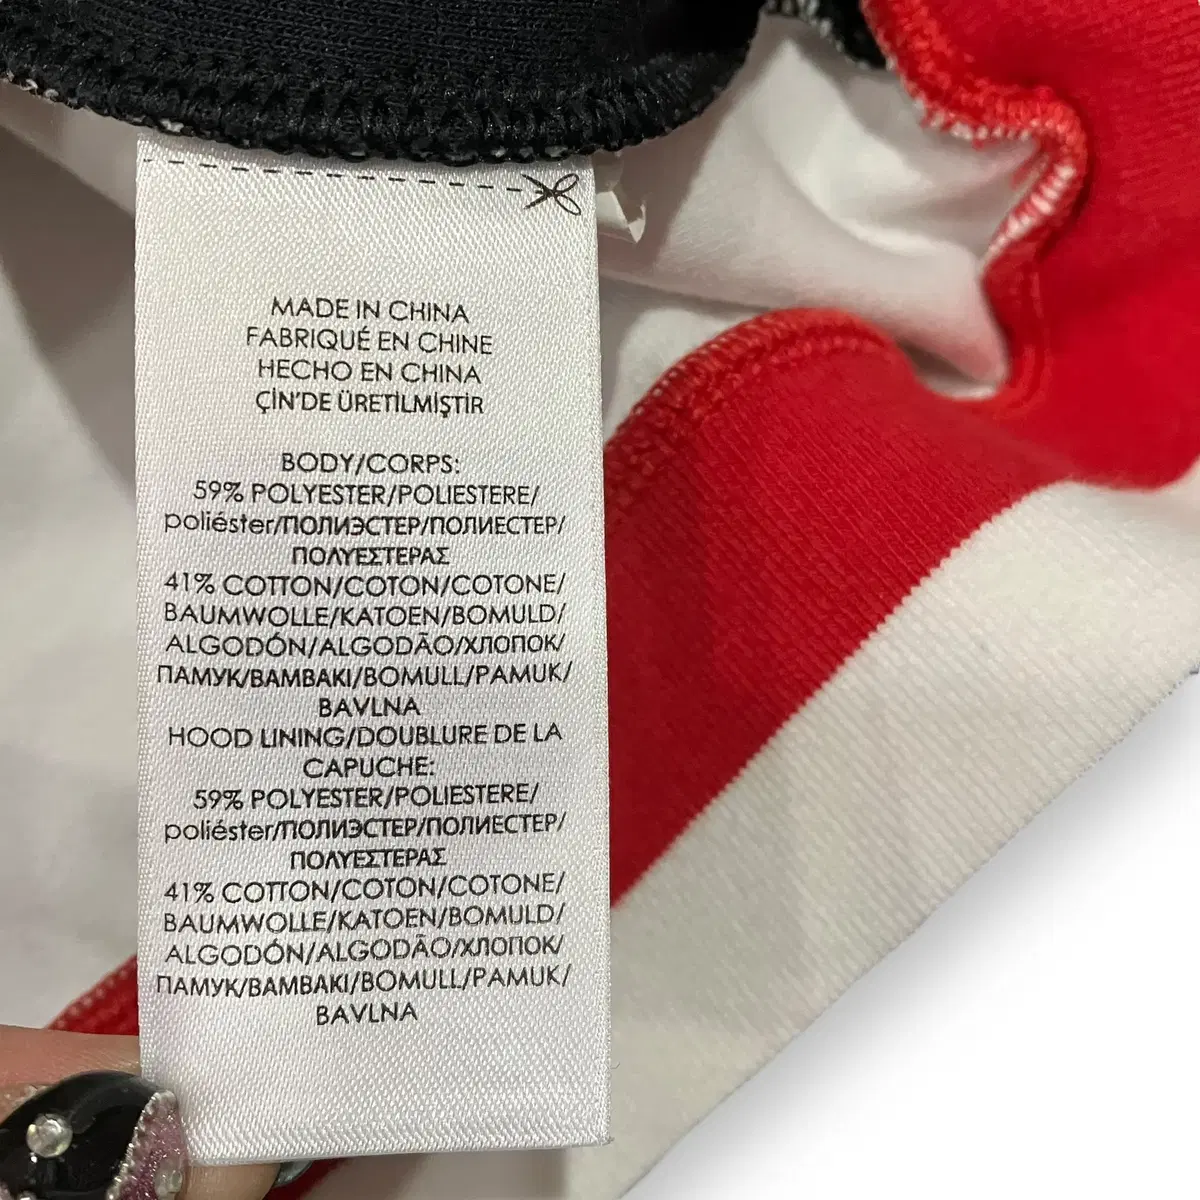 MADE IN CHINA
FABRIQUÉ EN CHINE
HECHO EN CHINA
ÇİN'DE ÜRETİLMİŞTİR
BODY/CORPS:
59% POLYESTER/POLIESTERE/
poliéster/ПОЛИЭСТЕР/ПОЛИЕСТЕР/
ΠΟΛΥΕΣΤΕΡΑΣ
41% COTTON/COTON/COTONE/
BAUMWOLLE/KATOEN/BOMULD/
ALGODÓN/ALGODÃO/ХЛОПОК/
ПАМУК/ΒΑΜΒΑΚΙ/BOMULL/PAMUK/
BAVLNA
HOOD LINING/DOUBLURE DE LA
CAPUCHE:
59% POLYESTER/POLIESTERE/
poliéster/ПОЛИЭСТЕР/ПОЛИЕСТЕР/
ΠΟΛΥΕΣΤΕΡΑΣ
41% COTTON/COTON/COTONE/
BAUMWOLLE/KATOEN/BOMULD/
ALGODÓN/ALGODÃO/ХЛОПОК/
ПАМУК/ΒΑΜΒΑΚΙ/BOMULL/PAMUK/
BAVLNA